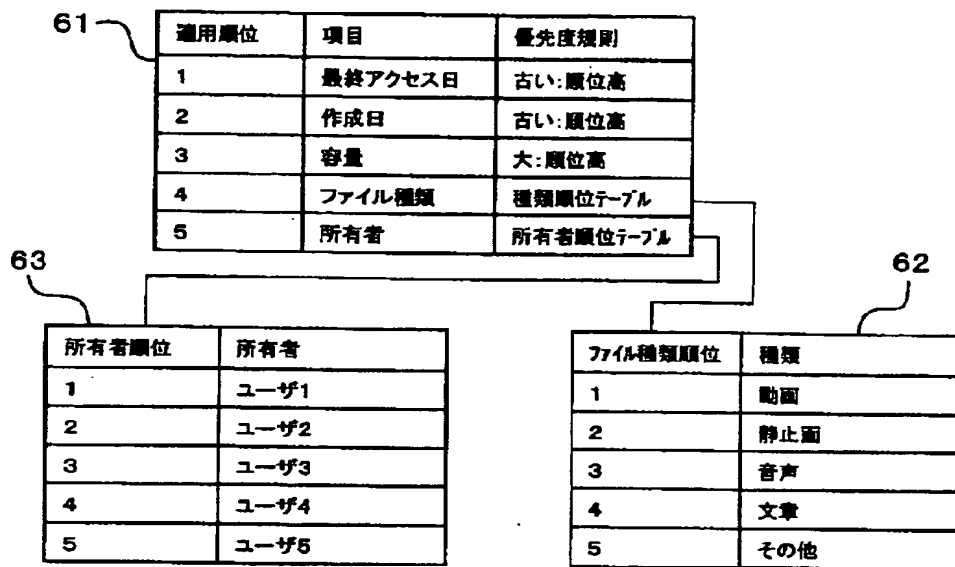 61
適用順位 項目 優先度規則
1 最終アクセス日 古い:順位高
2 作成日 古い:順位高
3 容量 大:順位高
4 ファイル種類 種類順位テーブル
5 所有者 所有者順位テーブル
63
所有者順位 所有者
1 ユーザ1
2 ユーザ2
3 ユーザ3
4 ユーザ4
5 ユーザ5
62
ファイル種類順位 種類
1 動画
2 静止画
3 音声
4 文章
5 その他